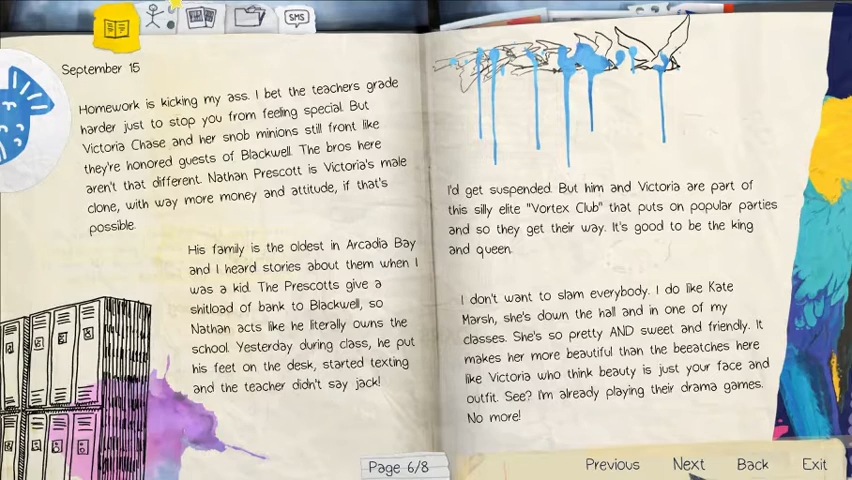 SMS
September 15
Homework is kicking my ass. I bet the teachers grade
harder just to stop you from feeling special. But
Victoria Chase and her snob minions still front like
they're honored guests of Blackwell. The bros here
aren't that different. Nathan Prescott is Victoria's male
clone, with way more money and attitude, if that's
possible.
His family is the oldest in Arcadia Bay
and I heard stories about them when I
was a kid. The Prescotts give a
shitload of bank to Blackwell, so
Nathan acts like he literally owns the
school. Yesterday during class, he put
his feet on the desk, started texting
and the teacher didn't say jack!
I'd get suspended. But him and Victoria are part of
this silly elite "Vortex Club" that puts on popular parties
and so they get their way. It's good to be the king
and queen.
I don't want to slam everybody. I do like Kate
Marsh, she's down the hall and in one of my
classes. She's so pretty AND sweet and friendly. It
makes her more beautiful than the beeatches here
like Victoria who think beauty is just your face and
outfit. See? I'm already playing their drama games.
No more!
Page 6/8
Previous Next Back Exit